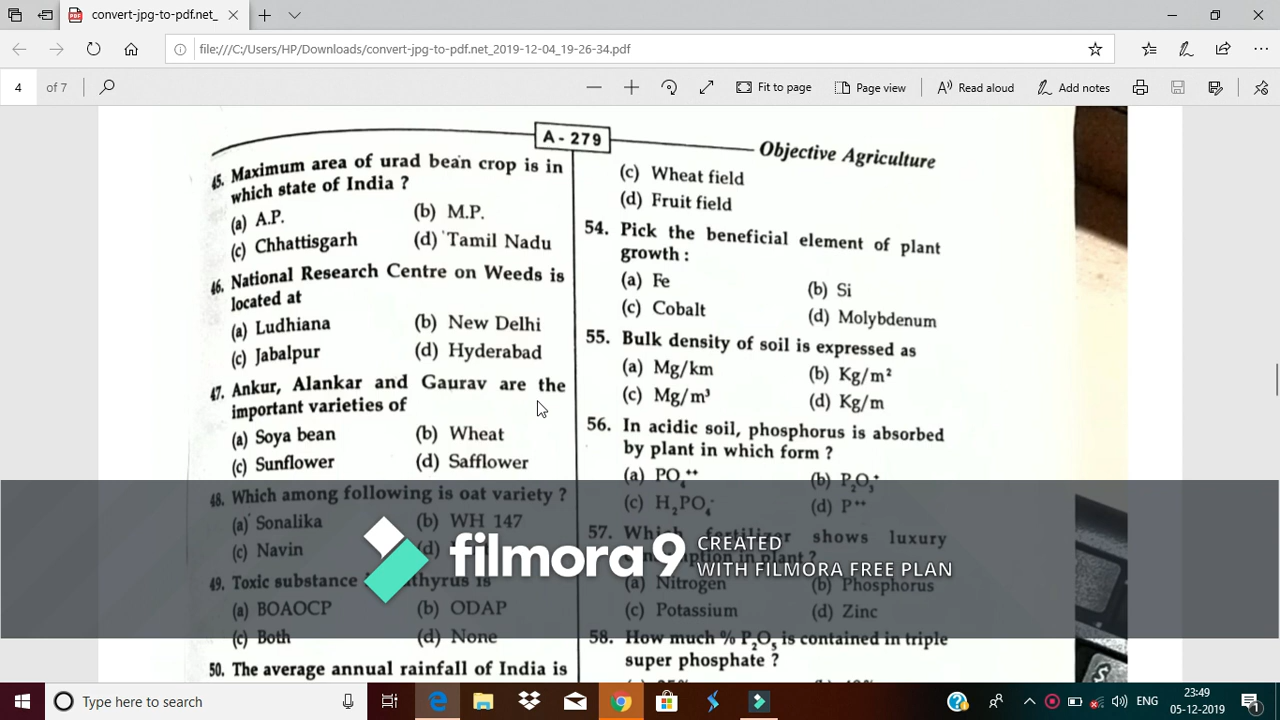 convert-jpg-to-pdf.net_2019-12-0
file:///C:/Users/HP/Downloads/convert-jpg-to-pdf.net_2019-12-04_19-26-34.pdf
4 of 7
Fit to page
Page view
Read aloud
Add notes
A - 279
Objective Agriculture
45. Maximum area of urad bean crop is in
which state of India ?
(a) A.P. (b) M.P.
(c) Chhattisgarh (d) Tamil Nadu
46. National Research Centre on Weeds is
located at
(a) Ludhiana (b) New Delhi
(c) Jabalpur (d) Hyderabad
47. Ankur, Alankar and Gaurav are the
important varieties of
(a) Soya bean (b) Wheat
(c) Sunflower (d) Safflower
48. Which among following is oat variety ?
(a) Sonalika (b) WH 147
(c) Navin (d)
49. Toxic substance is
(a) BOAOCP (b) ODAP
(c) Both (d) None
50. The average annual rainfall of India is
(c) Wheat field
(d) Fruit field
54. Pick the beneficial element of plant
growth :
(a) Fe (b) Si
(c) Cobalt (d) Molybdenum
55. Bulk density of soil is expressed as
(a) Mg/km (b) Kg/m²
(c) Mg/m³ (d) Kg/m
56. In acidic soil, phosphorus is absorbed
by plant in which form ?
(a) PO₄⁺⁺ (b) P₂O₅⁺
(c) H₂PO₄⁻ (d) P⁺⁺
57. Which fertilizer shows luxury
in plant ?
(a) Nitrogen (b) Phosphorus
(c) Potassium (d) Zinc
58. How much % P₂O₅ is contained in triple
super phosphate ?
filmora9
CREATED
WITH FILMORA FREE PLAN
Type here to search
ENG
23:49
05-12-2019